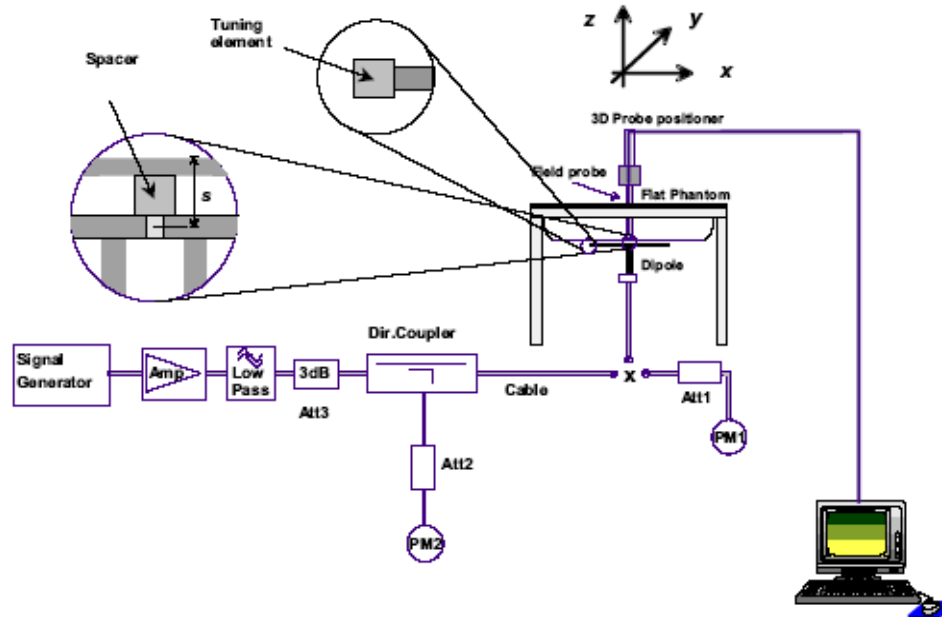 Tuning
element
z
y
x
Spacer
3D Probe positioner
s
Field probe
Flat Phantom
Dipole
Signal
Generator
Amp
Low
Pass
3dB
Att3
Dir.Coupler
Cable
x
Att1
PM1
Att2
PM2